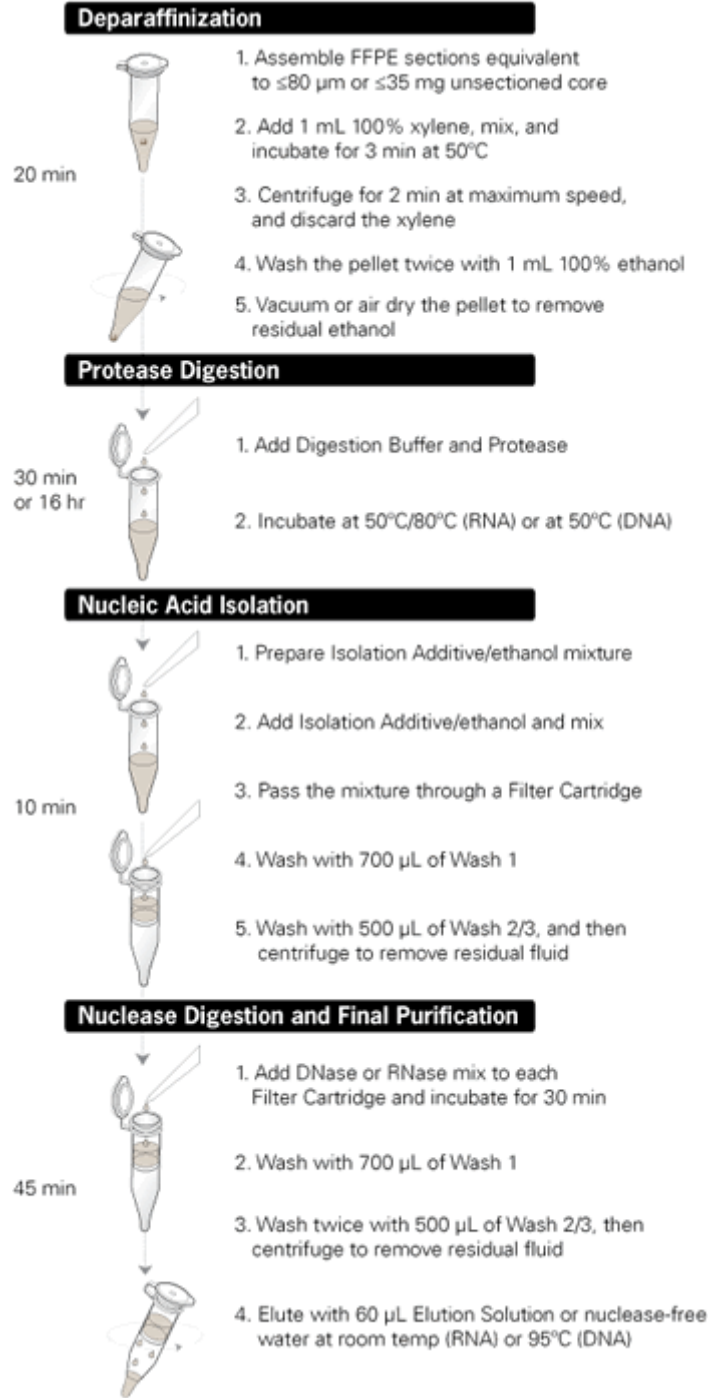 Deparaffinization
1. Assemble FFPE sections equivalent
to ≤80 µm or ≤35 mg unsectioned core
2. Add 1 mL 100% xylene, mix, and
incubate for 3 min at 50ºC
20 min
3. Centrifuge for 2 min at maximum speed,
and discard the xylene
4. Wash the pellet twice with 1 mL 100% ethanol
5. Vacuum or air dry the pellet to remove
residual ethanol
Protease Digestion
1. Add Digestion Buffer and Protease
30 min
or 16 hr
2. Incubate at 50ºC/80ºC (RNA) or at 50ºC (DNA)
Nucleic Acid Isolation
1. Prepare Isolation Additive/ethanol mixture
2. Add Isolation Additive/ethanol and mix
3. Pass the mixture through a Filter Cartridge
10 min
4. Wash with 700 µL of Wash 1
5. Wash with 500 µL of Wash 2/3, and then
centrifuge to remove residual fluid
Nuclease Digestion and Final Purification
1. Add DNase or RNase mix to each
Filter Cartridge and incubate for 30 min
2. Wash with 700 µL of Wash 1
45 min
3. Wash twice with 500 µL of Wash 2/3, then
centrifuge to remove residual fluid
4. Elute with 60 µL Elution Solution or nuclease-free
water at room temp (RNA) or 95ºC (DNA)